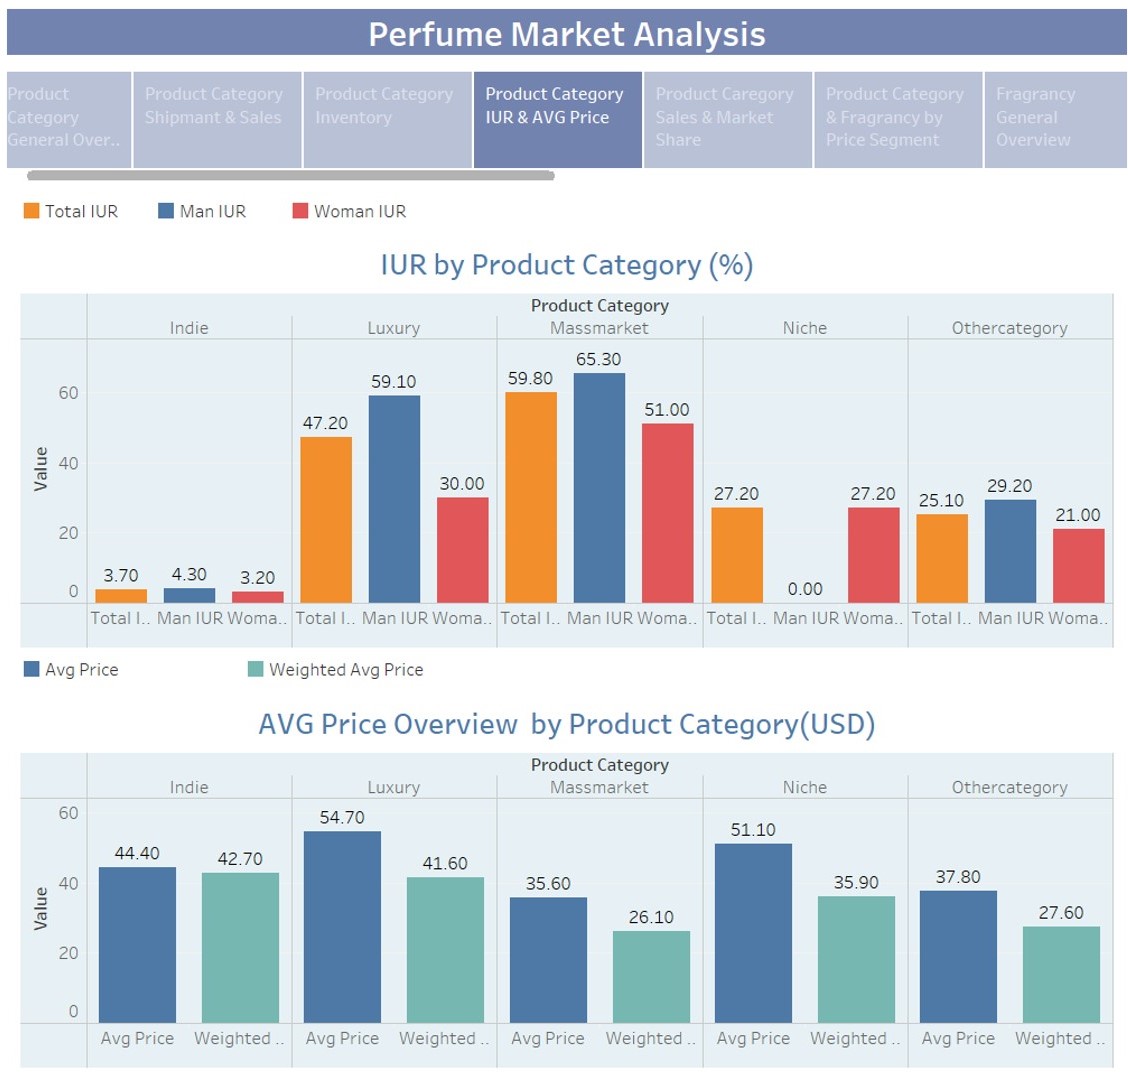 Perfume Market Analysis
Product
Category
General Over..
Product Category
Shipmant & Sales
Product Category
Inventory
Product Category
IUR & AVG Price
Product Caregory
Sales & Market
Share
Product Category
& Fragrancy by
Price Segment
Fragrancy
General
Overview
Total IUR
Man IUR
Woman IUR
IUR by Product Category (%)
Product Category
Indie Luxury Massmarket Niche Othercategory
Value
60
40
20
0
3.70 4.30 3.20
47.20 59.10 30.00
59.80 65.30 51.00
27.20 0.00 27.20
25.10 29.20 21.00
Total I.. Man IUR Woma.. Total I.. Man IUR Woma.. Total I.. Man IUR Woma.. Total I.. Man IUR Woma.. Total I.. Man IUR Woma..
Avg Price
Weighted Avg Price
AVG Price Overview  by Product Category(USD)
Product Category
Indie Luxury Massmarket Niche Othercategory
Value
60
40
20
0
44.40 42.70
54.70 41.60
35.60 26.10
51.10 35.90
37.80 27.60
Avg Price Weighted .. Avg Price Weighted .. Avg Price Weighted .. Avg Price Weighted .. Avg Price Weighted ..